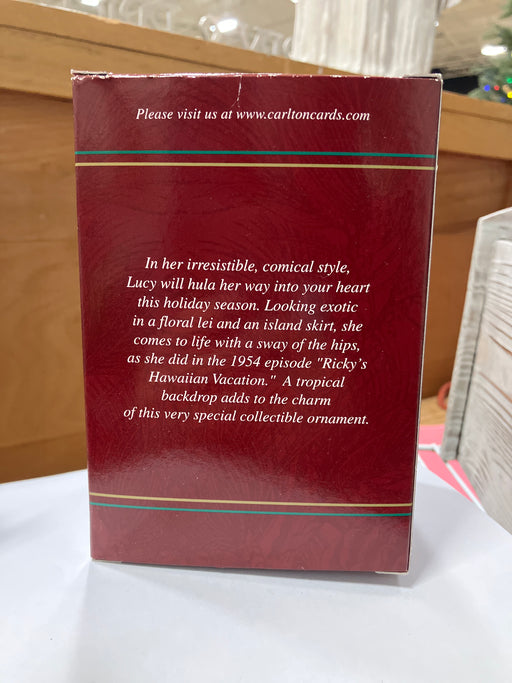 Please visit us at www.carltoncards.com
In her irresistible, comical style,
Lucy will hula her way into your heart
this holiday season. Looking exotic
in a floral lei and an island skirt, she
comes to life with a sway of the hips,
as she did in the 1954 episode "Ricky's
Hawaiian Vacation." A tropical
backdrop adds to the charm
of this very special collectible ornament.